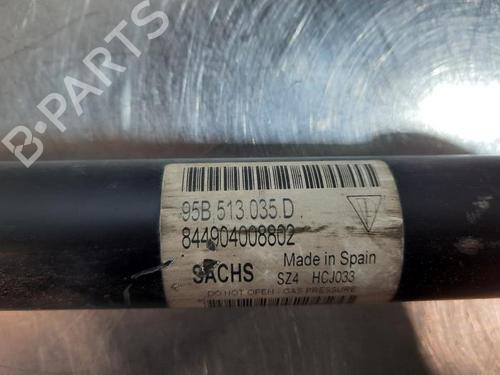 95B.513.035.D
844904008802
SACHS
Made in Spain
SZ4 HCJ033
DO NOT OPEN - GAS PRESSURE
B-PARTS